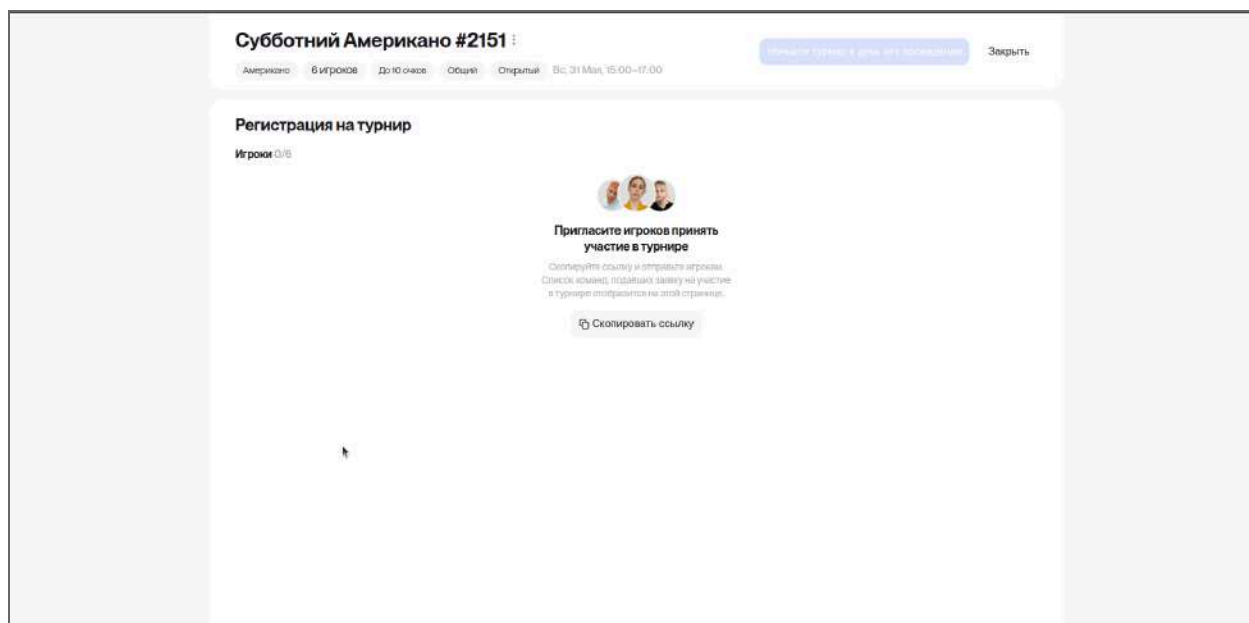 Субботний Американо #2151
Закрыть
Американо 6 игроков До 10 очков Общий Открытый Вс, 31 Мая, 15:00–17:00
Регистрация на турнир
Игроки 0/6
Пригласите игроков принять
участие в турнире
Скопируйте ссылку и отправьте игрокам.
Список команд, подавших заявку на участие
в турнире отобразится на этой странице.
Скопировать ссылку